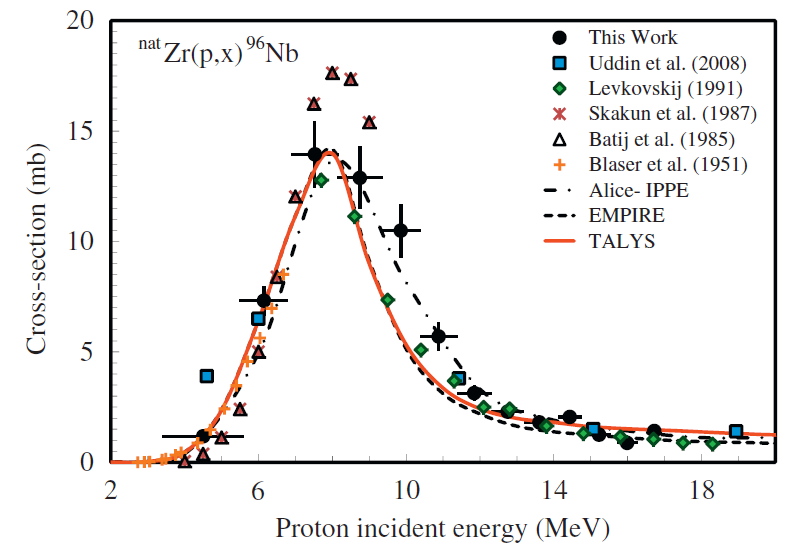 20
15
10
5
0
2
6
10
14
18
Cross-section (mb)
Proton incident energy (MeV)
natZr(p,x)96Nb
This Work
Uddin et al. (2008)
Levkovskij (1991)
Skakun et al. (1987)
Batij et al. (1985)
Blaser et al. (1951)
Alice- IPPE
EMPIRE
TALYS